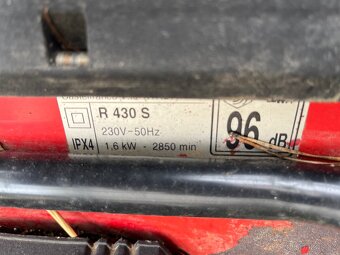 R 430 S
230V~50Hz
IPX4 1,6 kW - 2850 min
96 dB